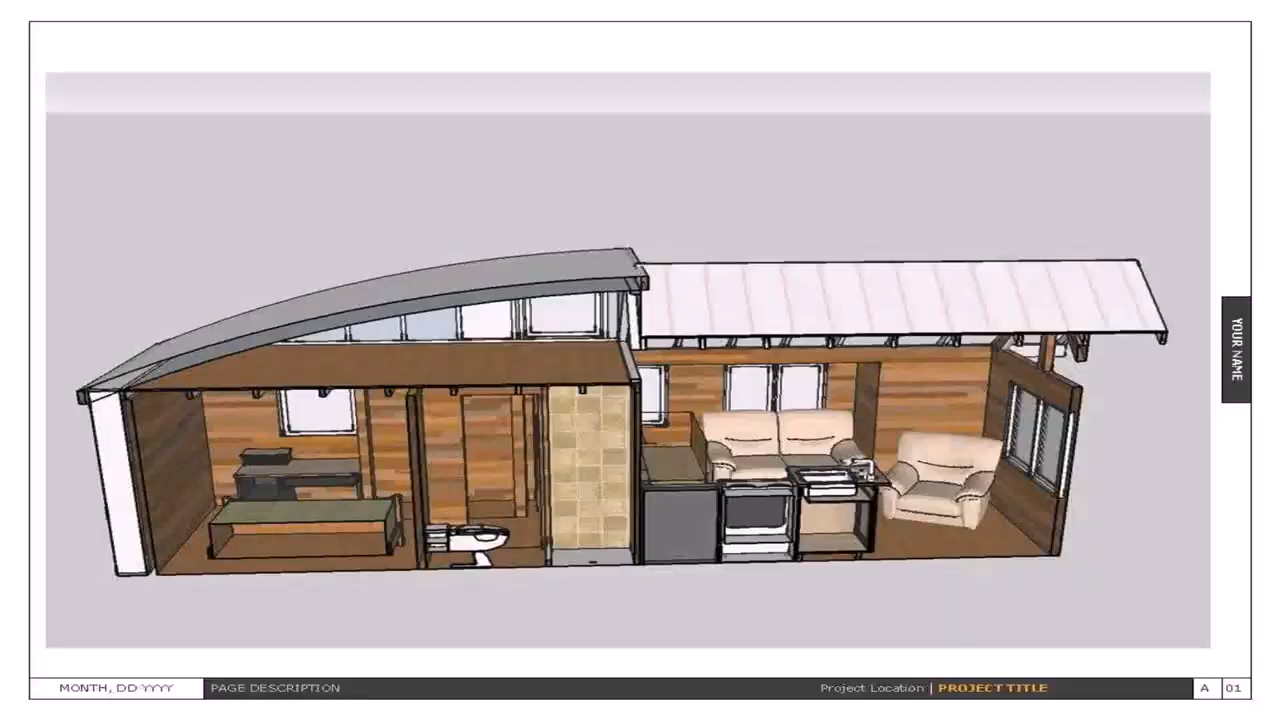 YOUR NAME
MONTH, DD YYYY
PAGE DESCRIPTION
Project Location | PROJECT TITLE
A 01